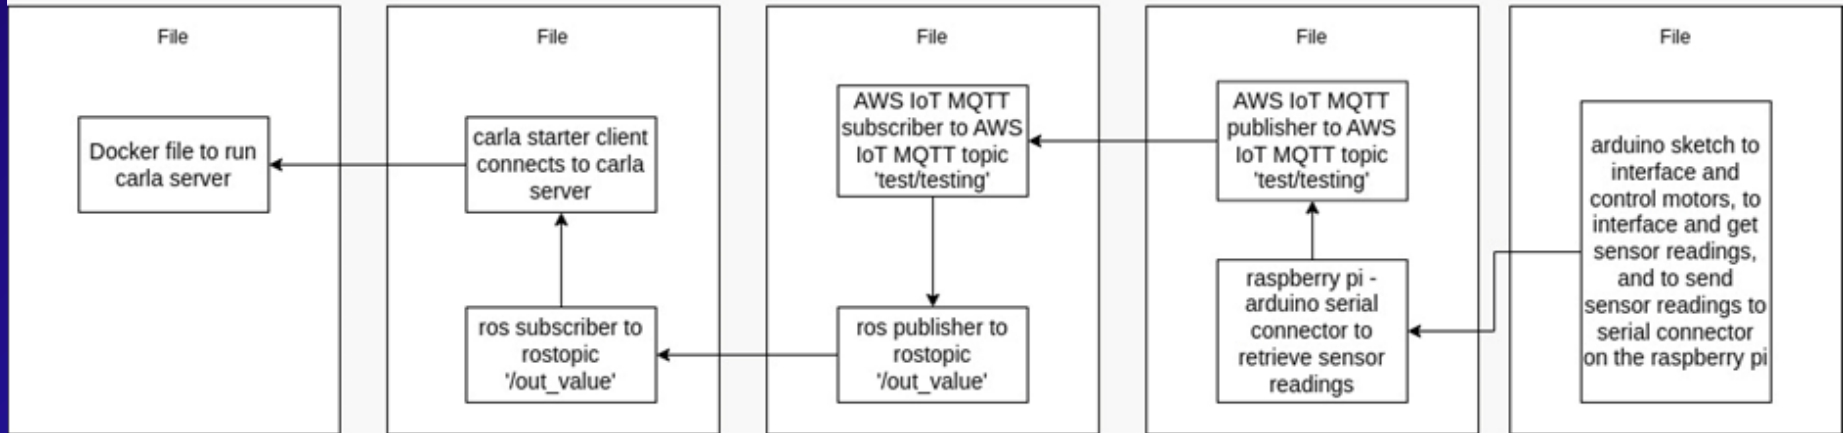 File
Docker file to run
carla server
File
carla starter client
connects to carla
server
ros subscriber to
rostopic
'/out_value'
File
AWS IoT MQTT
subscriber to AWS
IoT MQTT topic
'test/testing'
ros publisher to
rostopic
'/out_value'
File
AWS IoT MQTT
publisher to AWS
IoT MQTT topic
'test/testing'
raspberry pi -
arduino serial
connector to
retrieve sensor
readings
File
arduino sketch to
interface and
control motors, to
interface and get
sensor readings,
and to send
sensor readings to
serial connector
on the raspberry pi